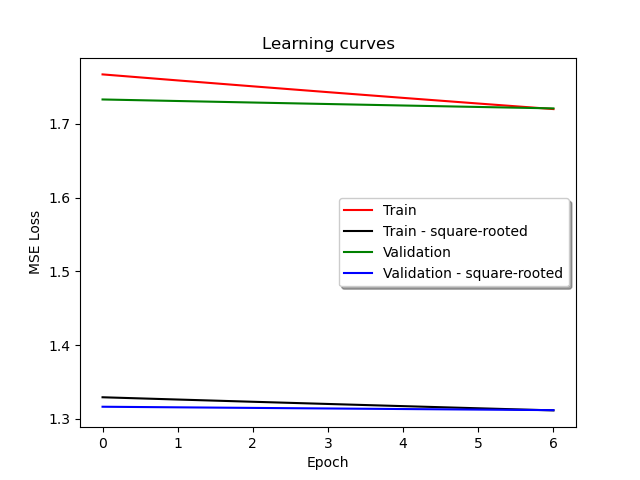 Learning curves
MSE Loss
1.7
1.6
1.5
1.4
1.3
Train
Train - square-rooted
Validation
Validation - square-rooted
0 1 2 3 4 5 6
Epoch